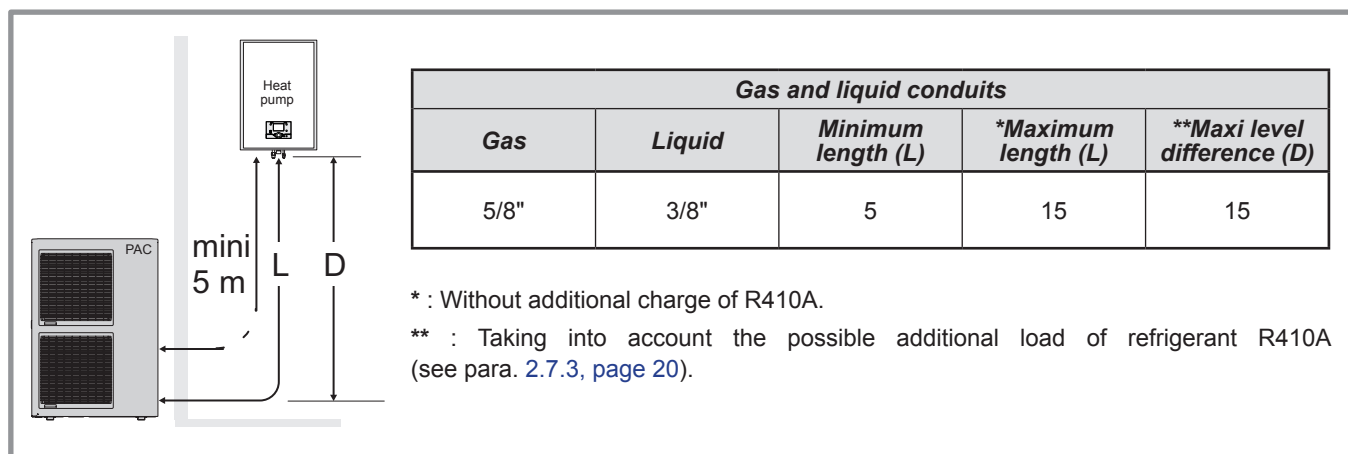 Heat
pump
PAC
mini
5 m
L
D
Gas and liquid conduits
Gas
Liquid
Minimum
length (L)
*Maximum
length (L)
**Maxi level
difference (D)
5/8"
3/8"
5
15
15
* : Without additional charge of R410A.
** : Taking into account the possible additional load of refrigerant R410A
(see para. 2.7.3, page 20).